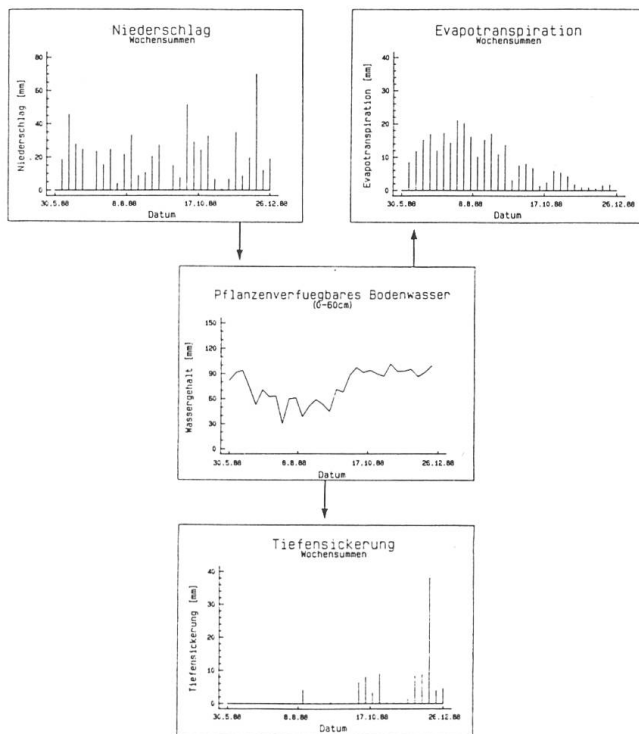 Niederschlag
Wochensummen
Niederschlag [mm]
80
60
40
20
0
30.5.88
8.8.88
17.10.88
26.12.88
Datum
Evapotranspiration
Wochensummen
Evapotranspiration [mm]
40
30
20
10
0
30.5.88
8.8.88
17.10.88
26.12.88
Datum
Pflanzenverfuegbares Bodenwasser
(0-60cm)
Wassergehalt [mm]
150
120
90
60
30
0
30.5.88
8.8.88
17.10.88
26.12.88
Datum
Tiefensickerung
Wochensummen
Tiefensickerung [mm]
40
30
20
10
0
30.5.88
8.8.88
17.10.88
26.12.88
Datum